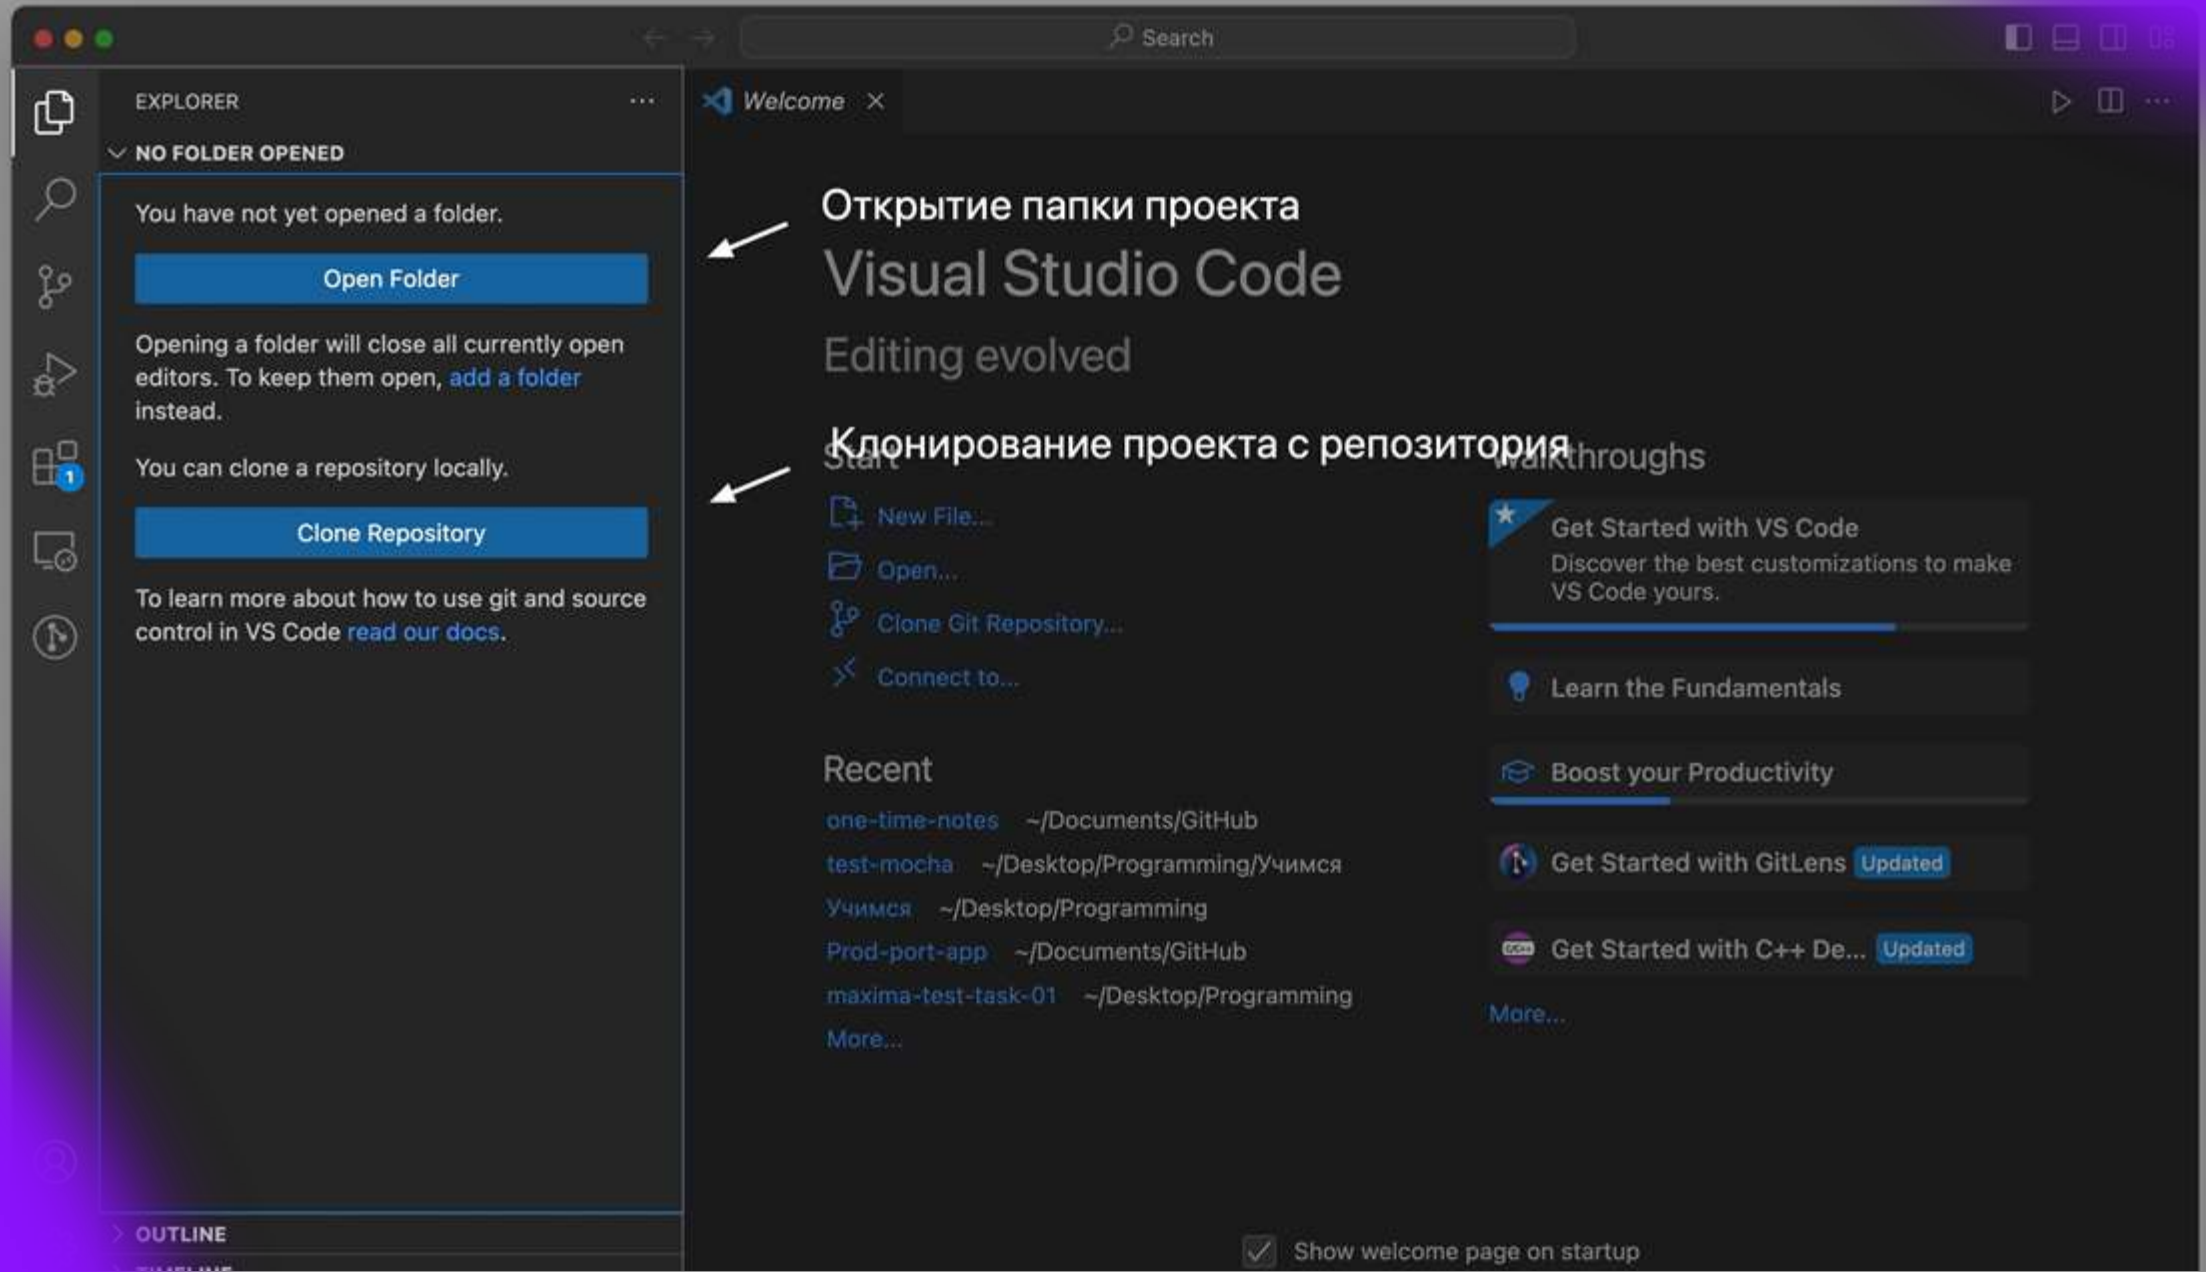 Search
EXPLORER
Welcome
NO FOLDER OPENED
You have not yet opened a folder.
Open Folder
Opening a folder will close all currently open
editors. To keep them open, add a folder
instead.
You can clone a repository locally.
Clone Repository
To learn more about how to use git and source
control in VS Code read our docs.
OUTLINE
TIMELINE
Открытие папки проекта
Visual Studio Code
Editing evolved
Клонирование проекта с репозитория
Start
New File...
Open...
Clone Git Repository...
Connect to...
Recent
one-time-notes ~/Documents/GitHub
test-mocha ~/Desktop/Programming/Учимся
Учимся ~/Desktop/Programming
Prod-port-app ~/Documents/GitHub
maxima-test-task-01 ~/Desktop/Programming
More...
Walkthroughs
Get Started with VS Code
Discover the best customizations to make
VS Code yours.
Learn the Fundamentals
Boost your Productivity
Get Started with GitLens Updated
Get Started with C++ De... Updated
More...
Show welcome page on startup
1